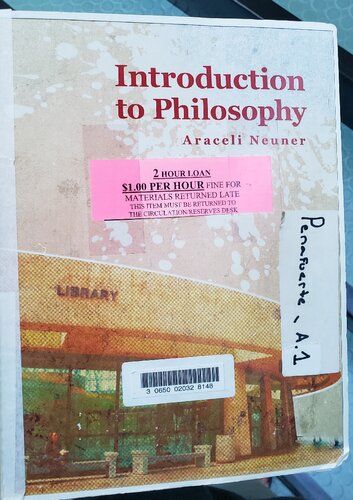 Introduction
to Philosophy
Araceli Neuner
2 HOUR LOAN
$1.00 PER HOUR FINE FOR
MATERIALS RETURNED LATE
THIS ITEM MUST BE RETURNED TO
THE CIRCULATION/RESERVES DESK
Penafuerte, A.1
LIBRARY
3 0650 02032 8148